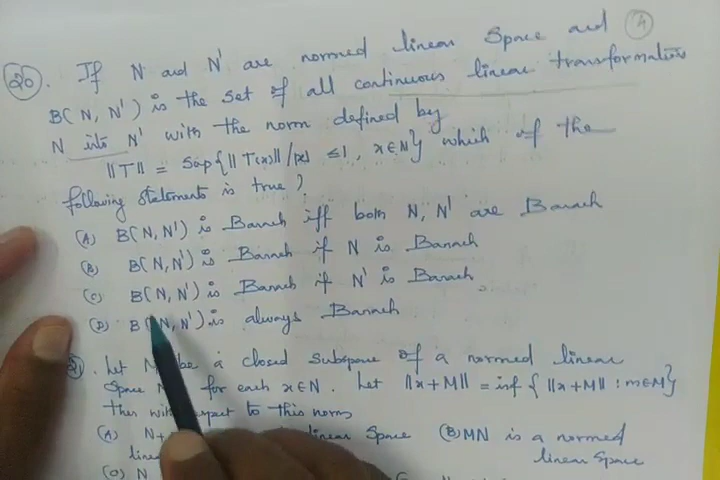 4
20. If N and N' are normed linear Space and
B(N, N') is the set of all continuous linear transformations
N into N' with the norm defined by
||T|| = Sup{||T(x)|| / |x| ≤ 1, x∈N} which of the
following statements is true?
(A) B(N, N') is Banach iff both N, N' are Banach
(B) B(N, N') is Banach if N is Banach
(C) B(N, N') is Banach if N' is Banach
(D) B(N, N') is always Banach
21. Let be a closed subspace of a normed linear
Space for each x∈N. Let ||x+M|| = inf{||x+M|| : m∈M}
then with respect to this norm
(A) N linear Space (B) MN is a normed
linear Space
(C) N